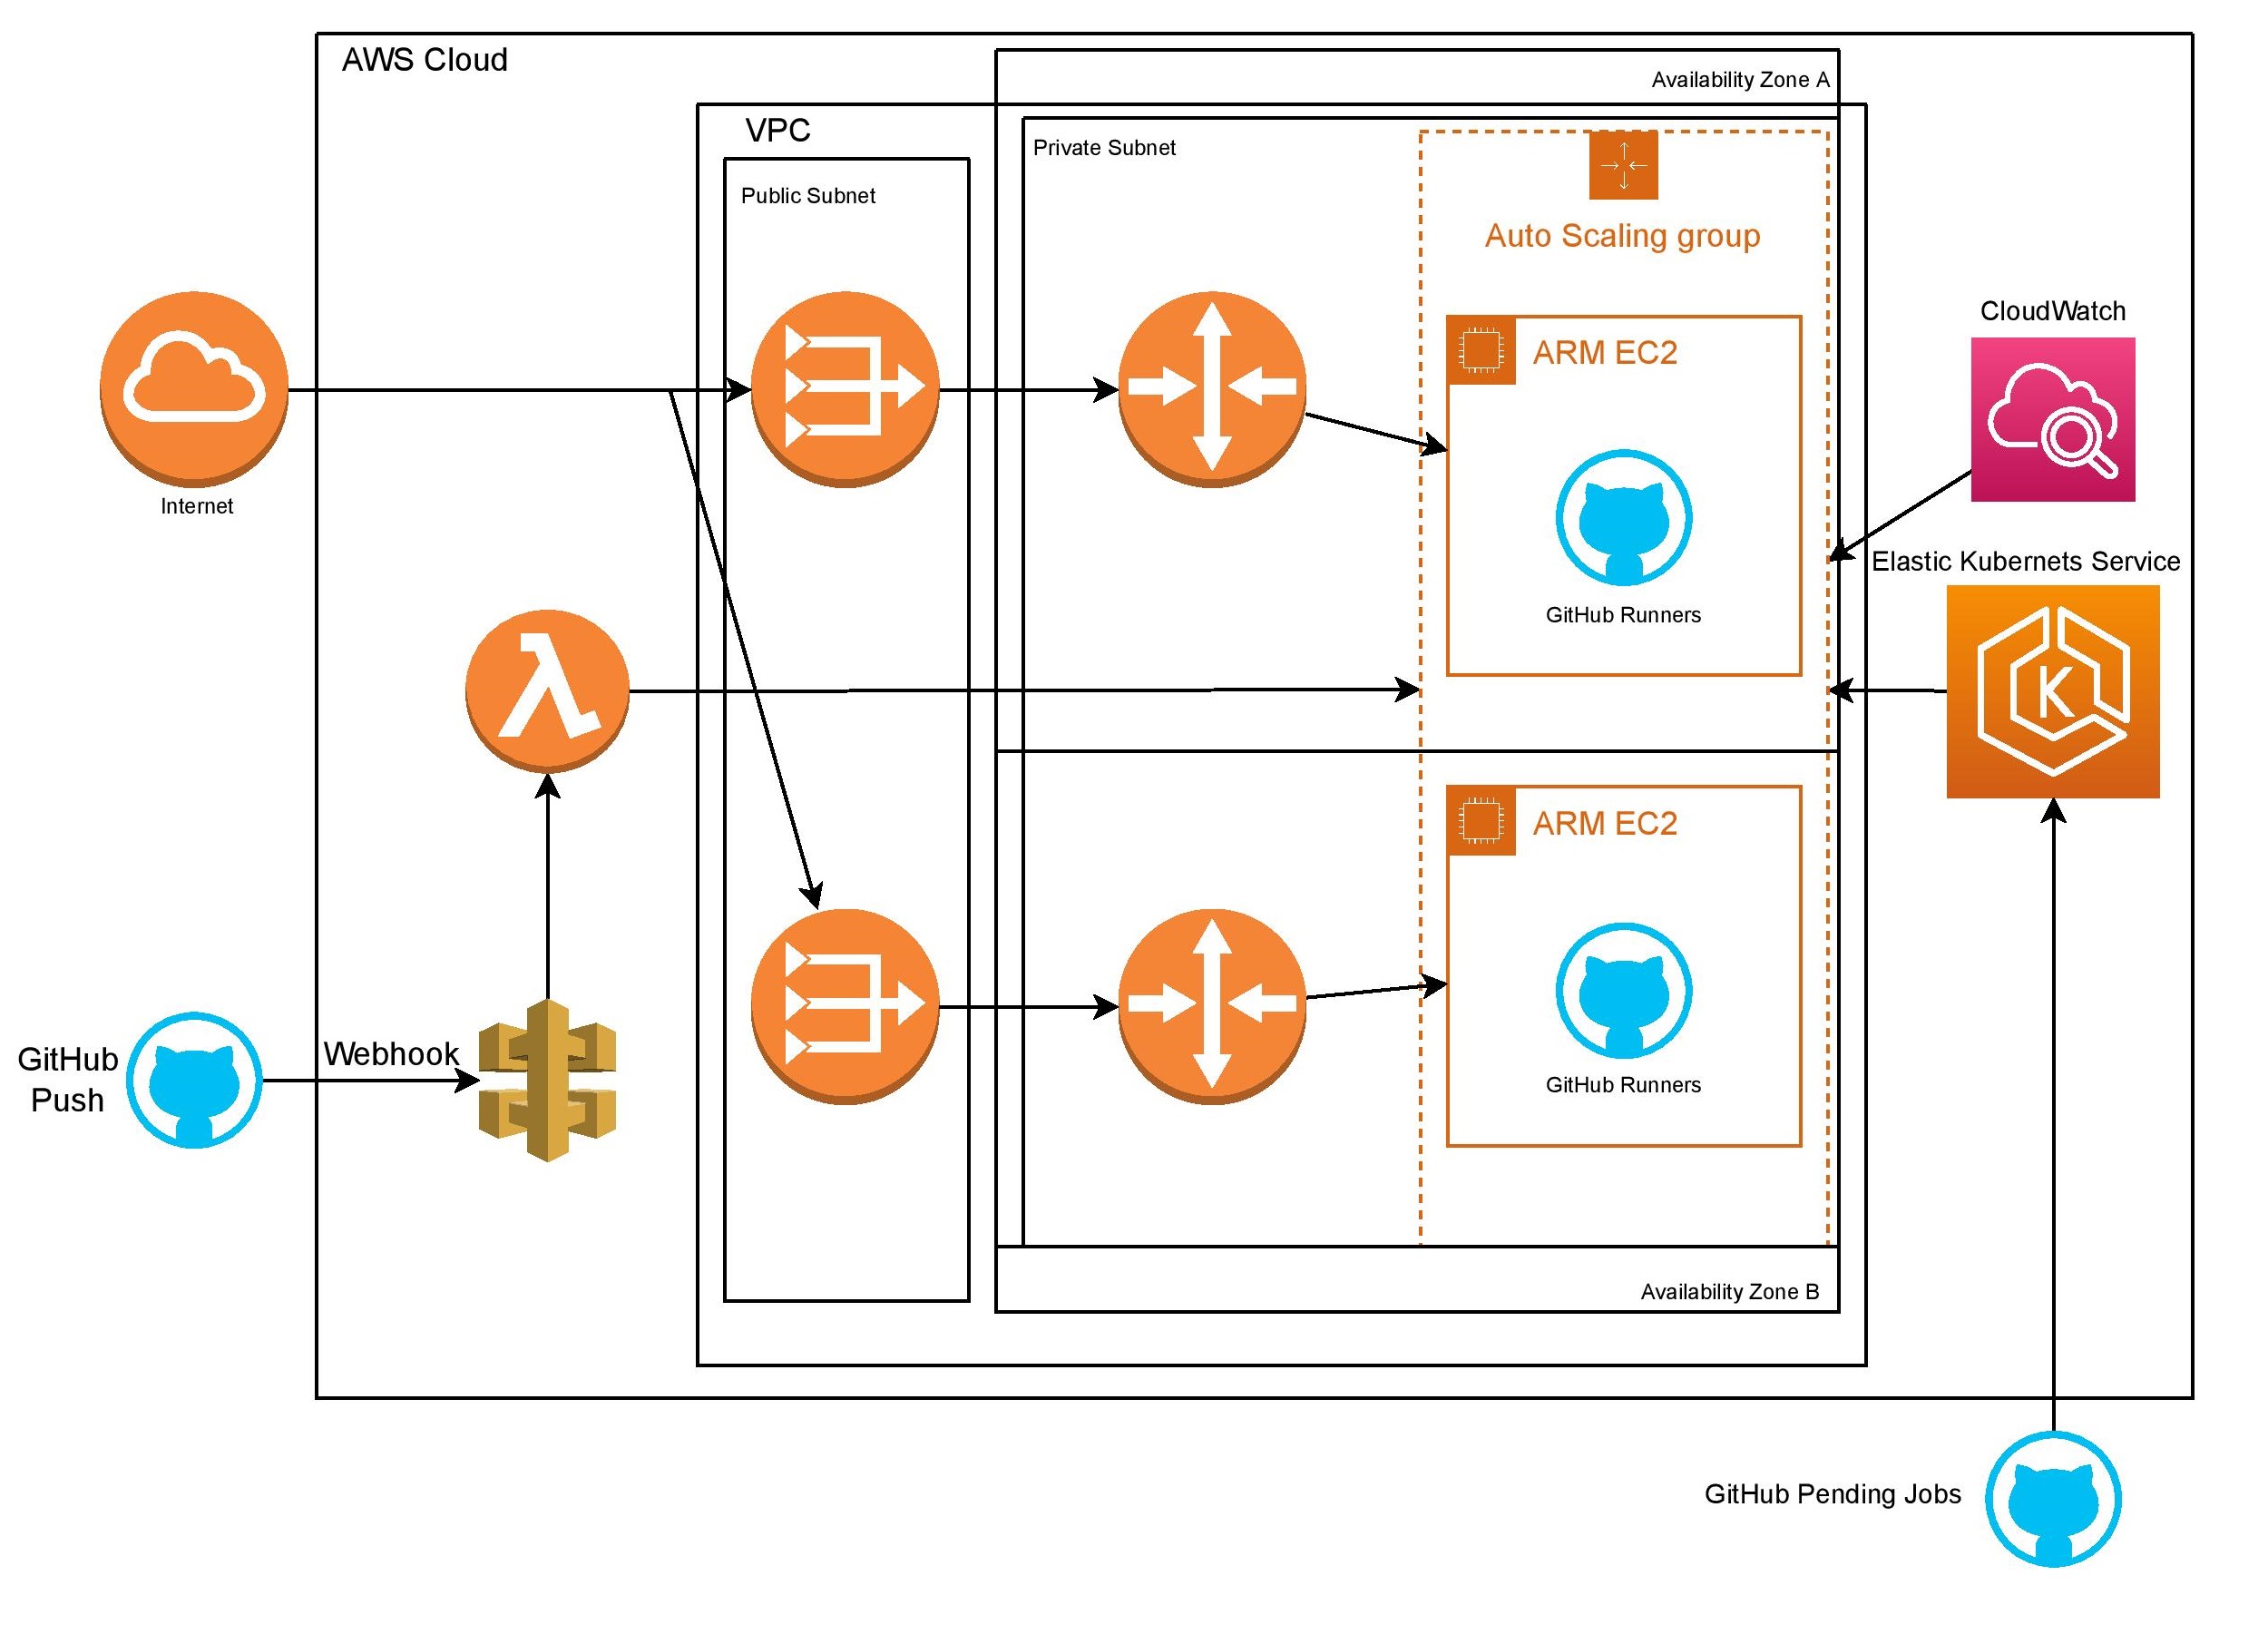 AWS Cloud
Availability Zone A
VPC
Private Subnet
Public Subnet
Auto Scaling group
CloudWatch
ARM EC2
Internet
Elastic Kubernets Service
GitHub Runners
ARM EC2
Webhook
GitHub
Push
GitHub Runners
Availability Zone B
GitHub Pending Jobs
K